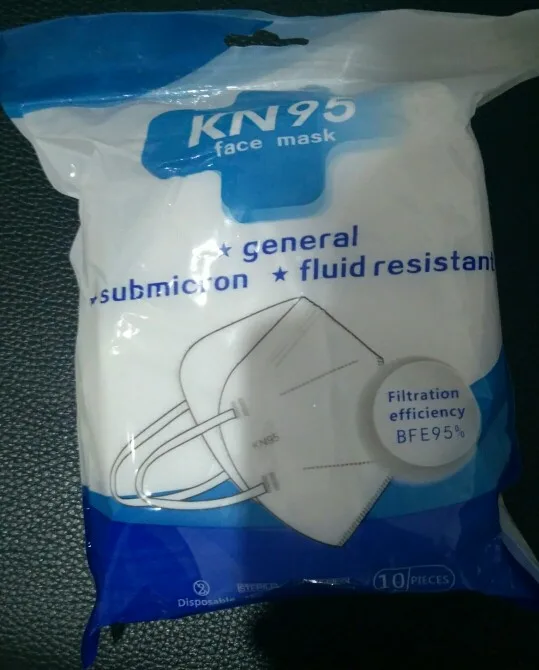 KN95
face mask
★ general
★submicron ★ fluid resistant
Filtration
efficiency
BFE95%
KN95
10/PIECES
Disposable